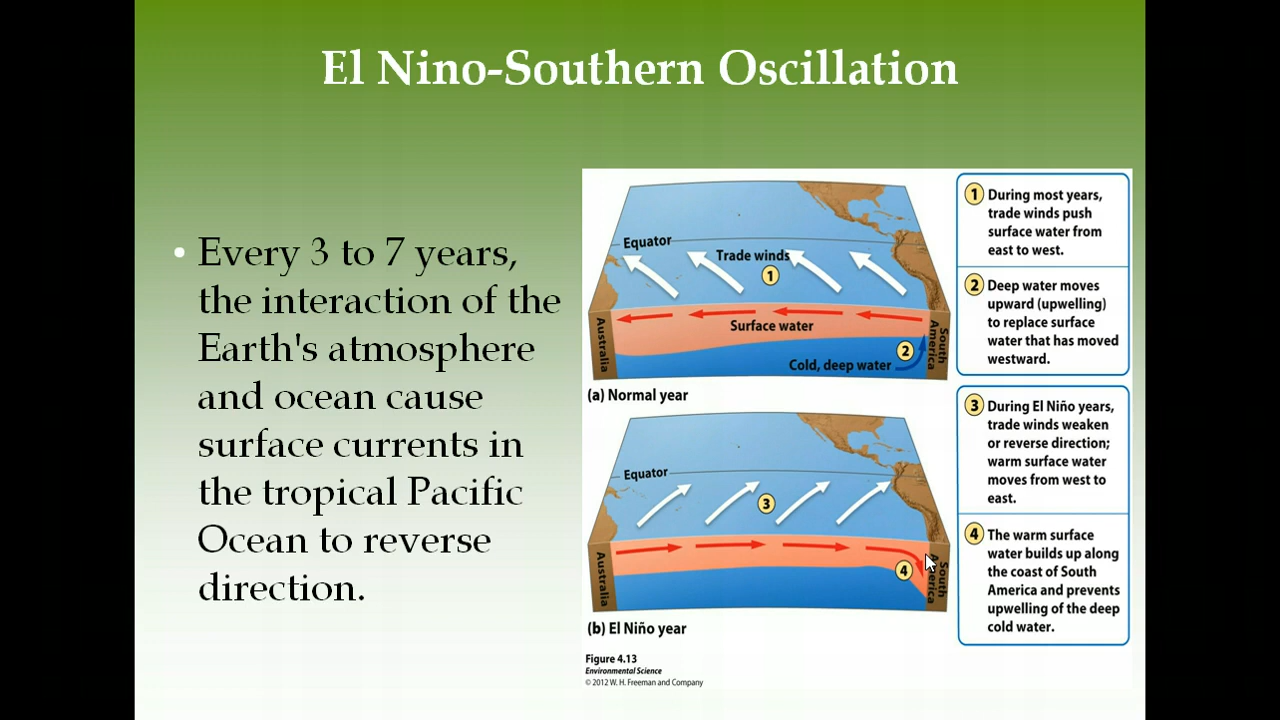 El Nino-Southern Oscillation
• Every 3 to 7 years,
the interaction of the
Earth's atmosphere
and ocean cause
surface currents in
the tropical Pacific
Ocean to reverse
direction.
Equator
Trade winds
1
Surface water
Australia
South
America
2
Cold, deep water
(a) Normal year
1 During most years,
trade winds push
surface water from
east to west.
2 Deep water moves
upward (upwelling)
to replace surface
water that has moved
westward.
Equator
3
Australia
South
America
4
(b) El Niño year
3 During El Niño years,
trade winds weaken
or reverse direction;
warm surface water
moves from west to
east.
4 The warm surface
water builds up along
the coast of South
America and prevents
upwelling of the deep
cold water.
Figure 4.13
Environmental Science
© 2012 W. H. Freeman and Company